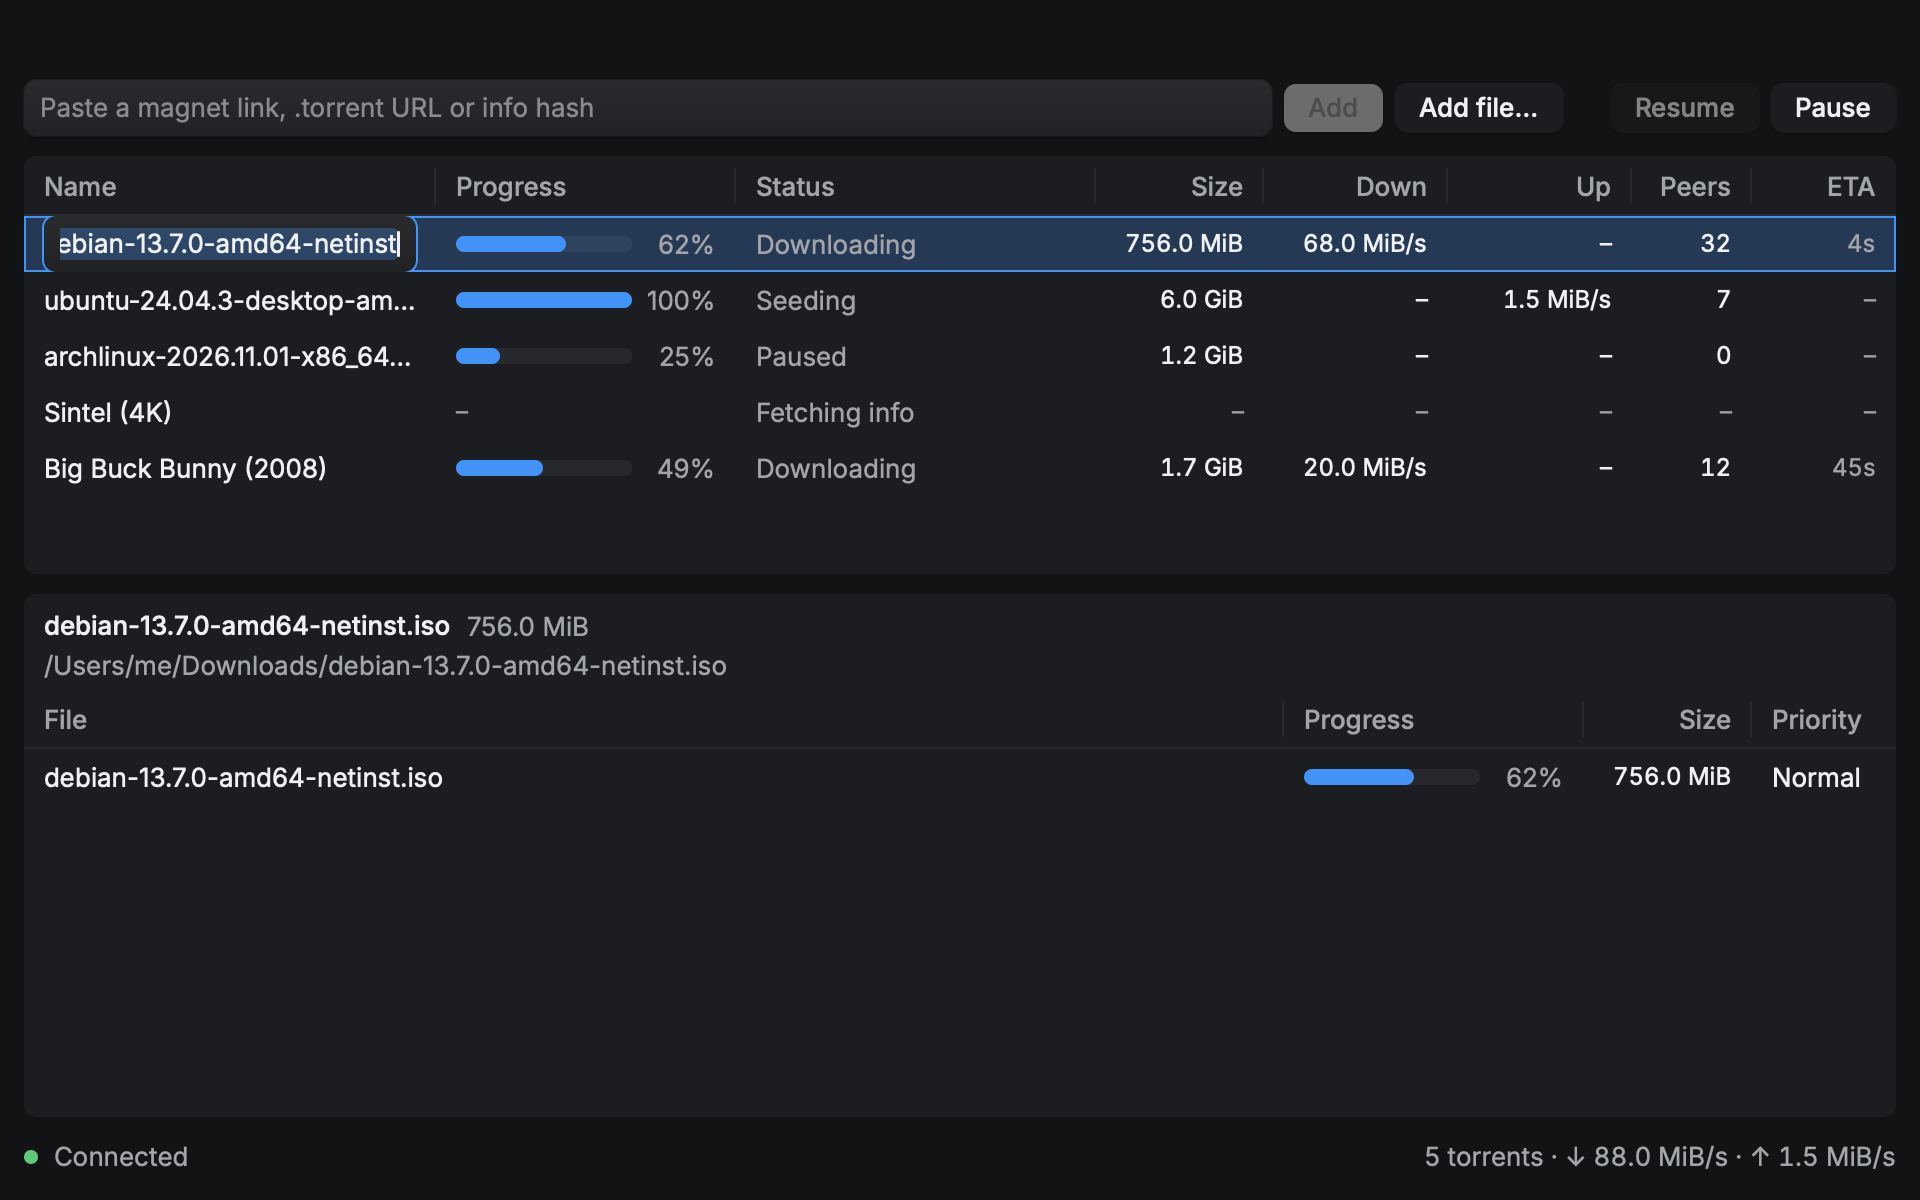 Paste a magnet link, .torrent URL or info hash Add Add file... Resume Pause
Name Progress Status Size Down Up Peers ETA
ebian-13.7.0-amd64-netinst 62% Downloading 756.0 MiB 68.0 MiB/s – 32 4s
ubuntu-24.04.3-desktop-am... 100% Seeding 6.0 GiB – 1.5 MiB/s 7 –
archlinux-2026.11.01-x86_64... 25% Paused 1.2 GiB – – 0 –
Sintel (4K) – Fetching info – – – – –
Big Buck Bunny (2008) 49% Downloading 1.7 GiB 20.0 MiB/s – 12 45s
debian-13.7.0-amd64-netinst.iso 756.0 MiB
/Users/me/Downloads/debian-13.7.0-amd64-netinst.iso
File Progress Size Priority
debian-13.7.0-amd64-netinst.iso 62% 756.0 MiB Normal
Connected 5 torrents · ↓ 88.0 MiB/s · ↑ 1.5 MiB/s